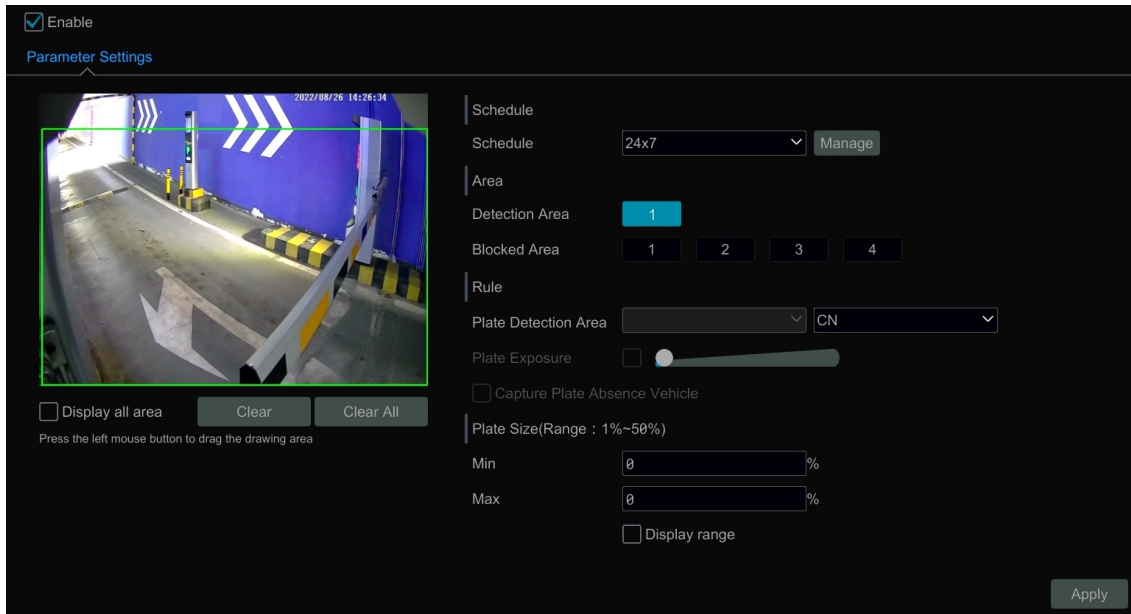 Enable
Parameter Settings
2022/08/26 14:26:34
Display all area
Clear
Clear All
Press the left mouse button to drag the drawing area
Schedule
Schedule
24x7
Manage
Area
Detection Area
1
Blocked Area
1
2
3
4
Rule
Plate Detection Area
CN
Plate Exposure
Capture Plate Absence Vehicle
Plate Size(Range : 1%~50%)
Min
0
%
Max
0
%
Display range
Apply